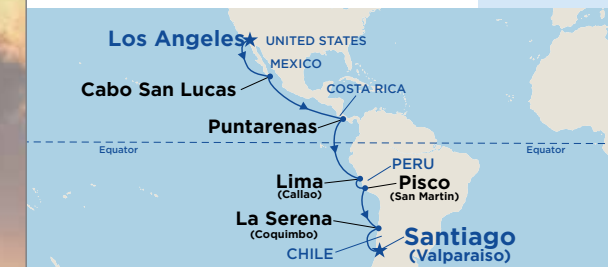 Los Angeles
UNITED STATES
MEXICO
Cabo San Lucas
COSTA RICA
Puntarenas
Equator
Equator
PERU
Lima
(Callao)
Pisco
(San Martin)
La Serena
(Coquimbo)
CHILE
Santiago
(Valparaiso)